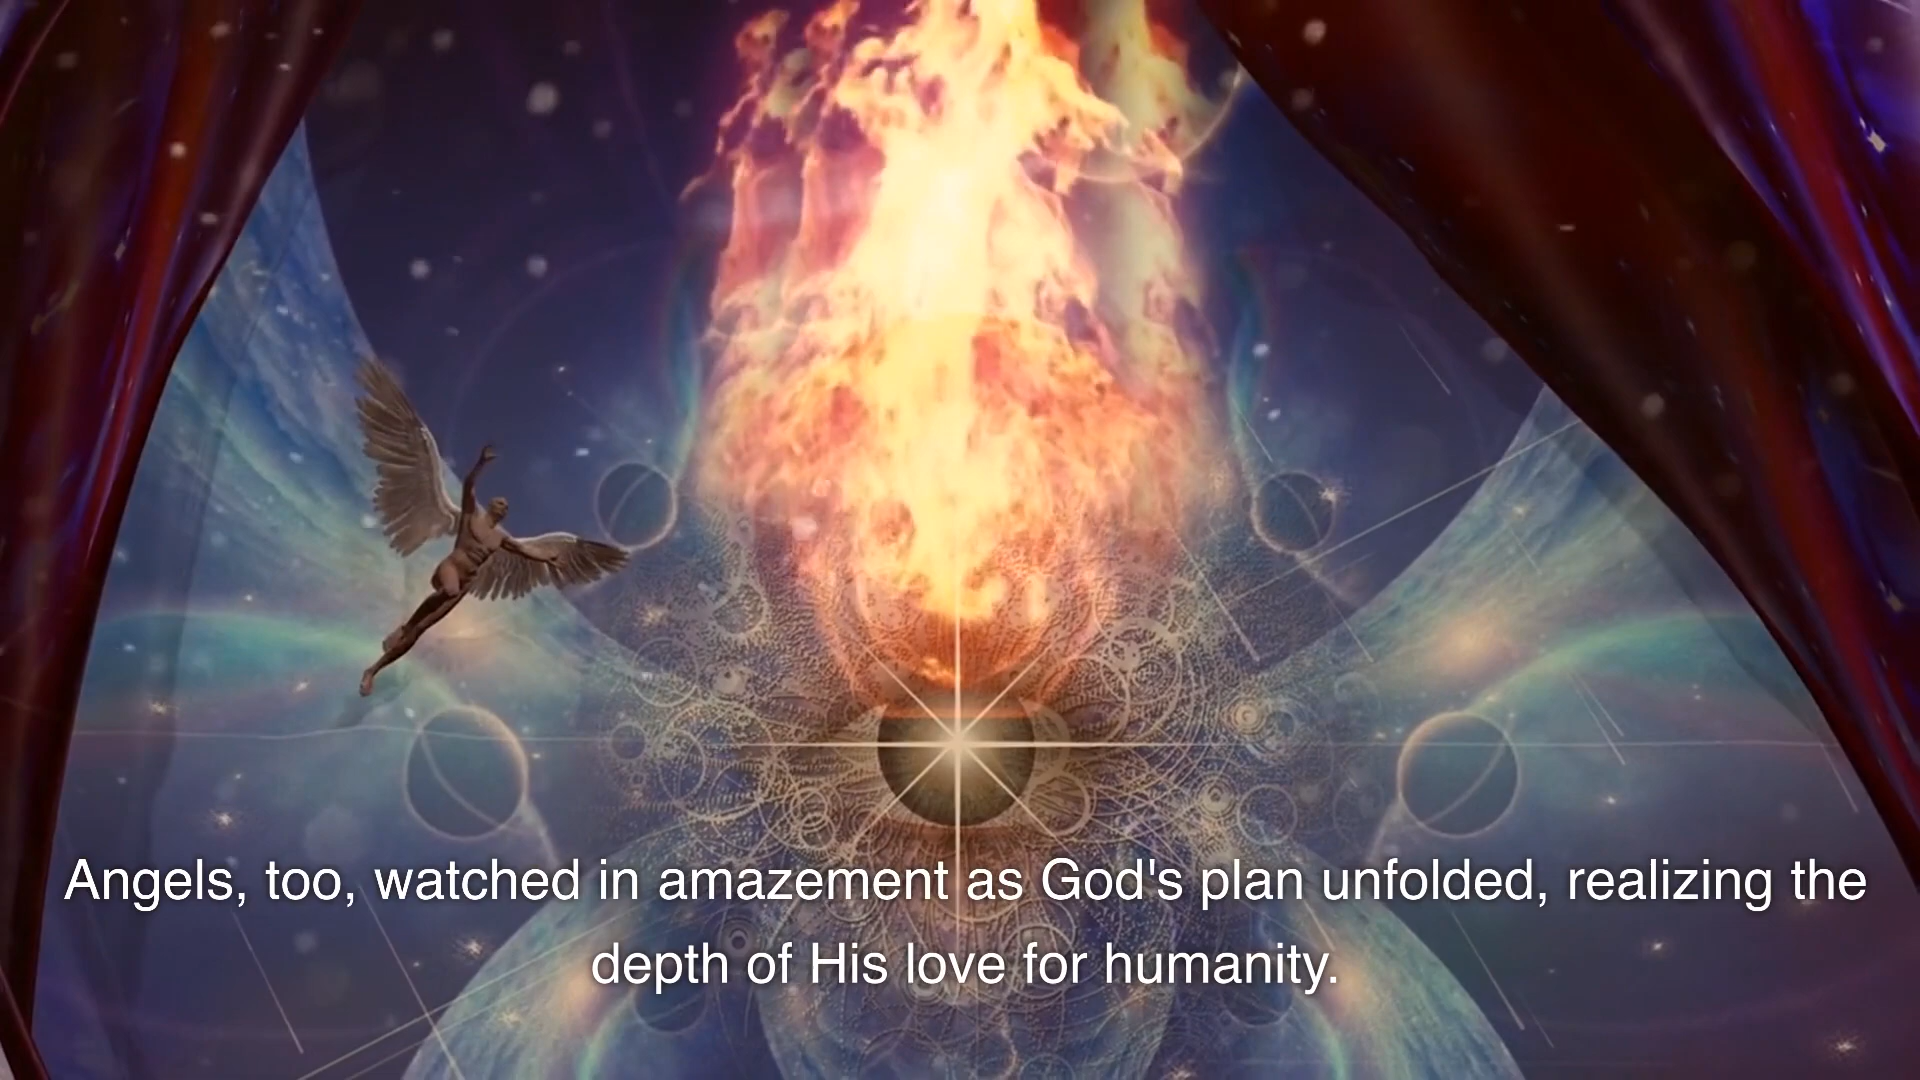 Angels, too, watched in amazement as God's plan unfolded, realizing the
depth of His love for humanity.